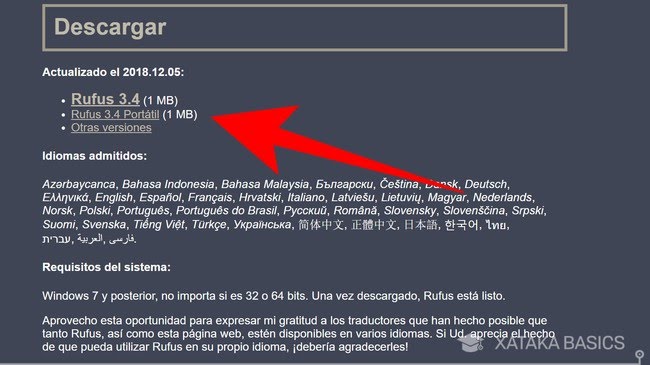 Descargar
Actualizado el 2018.12.05:
Rufus 3.4 (1 MB)
Rufus 3.4 Portátil (1 MB)
Otras versiones
Idiomas admitidos:
Azərbaycanca, Bahasa Indonesia, Bahasa Malaysia, Български, Čeština, Dansk, Deutsch,
Ελληνικά, English, Español, Français, Hrvatski, Italiano, Latviešu, Lietuvių, Magyar, Nederlands,
Norsk, Polski, Português, Português do Brasil, Русский, Română, Slovensky, Slovenščina, Srpski,
Suomi, Svenska, Tiếng Việt, Türkçe, Українська, 简体中文, 正體中文, 日本語, 한국어, ไทย,
עברית, العربية, فارسی.
Requisitos del sistema:
Windows 7 y posterior, no importa si es 32 o 64 bits. Una vez descargado, Rufus está listo.
Aprovecho esta oportunidad para expresar mi gratitud a los traductores que han hecho posible que
tanto Rufus, así como esta página web, estén disponibles en varios idiomas. Si Ud. aprecia el hecho
de que pueda utilizar Rufus en su propio idioma, ¡debería agradecerles!
XATAKA BASICS